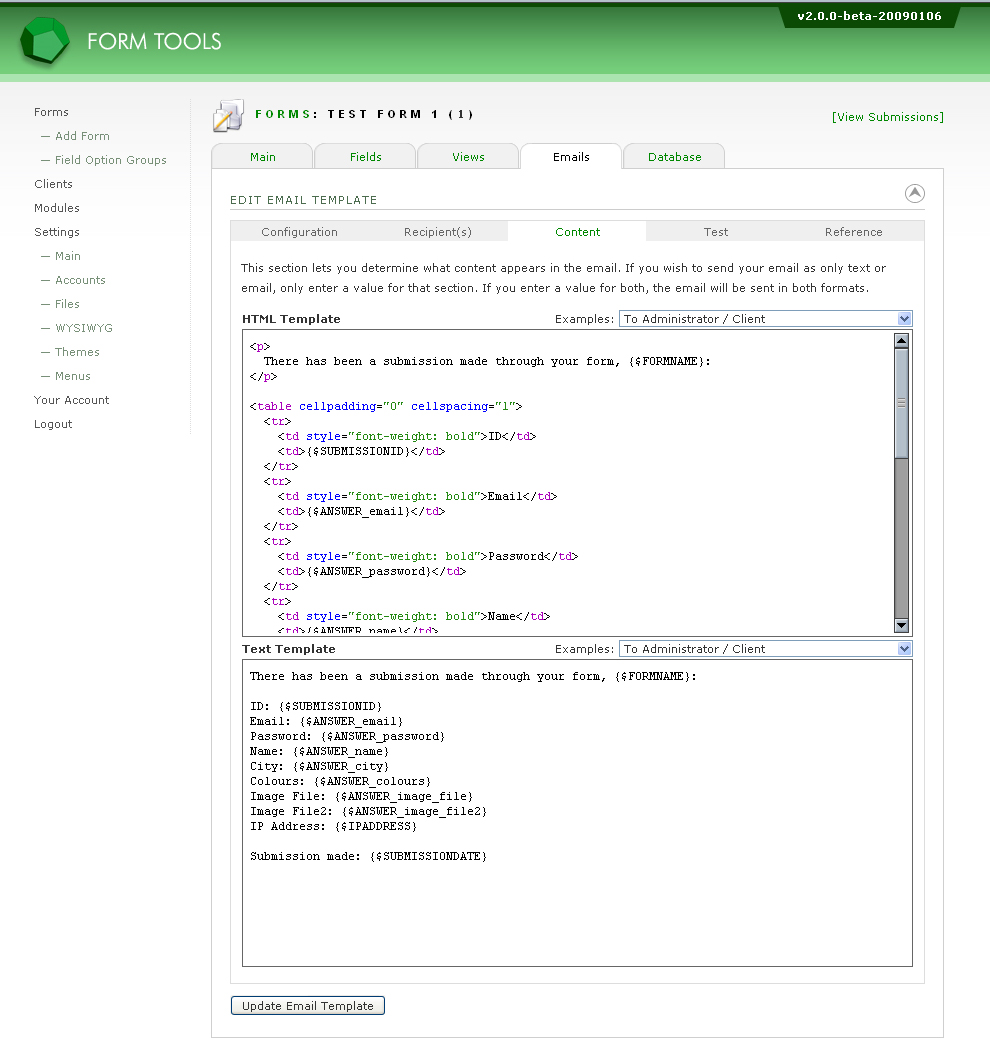 v2.0.0-beta-20090106
FORM TOOLS
Forms
— Add Form
— Field Option Groups
Clients
Modules
Settings
— Main
— Accounts
— Files
— WYSIWYG
— Themes
— Menus
Your Account
Logout
FORMS: TEST FORM 1 (1)
[View Submissions]
Main Fields Views Emails Database
EDIT EMAIL TEMPLATE
Configuration Recipient(s) Content Test Reference
This section lets you determine what content appears in the email. If you wish to send your email as only text or
email, only enter a value for that section. If you enter a value for both, the email will be sent in both formats.
HTML Template Examples: To Administrator / Client
<p>
  There has been a submission made through your form, {$FORMNAME}:
</p>
<table cellpadding="0" cellspacing="1">
  <tr>
    <td style="font-weight: bold">ID</td>
    <td>{$SUBMISSIONID}</td>
  </tr>
  <tr>
    <td style="font-weight: bold">Email</td>
    <td>{$ANSWER_email}</td>
  </tr>
  <tr>
    <td style="font-weight: bold">Password</td>
    <td>{$ANSWER_password}</td>
  </tr>
  <tr>
    <td style="font-weight: bold">Name</td>
    <td>{$ANSWER_name}</td>
Text Template Examples: To Administrator / Client
There has been a submission made through your form, {$FORMNAME}:
ID: {$SUBMISSIONID}
Email: {$ANSWER_email}
Password: {$ANSWER_password}
Name: {$ANSWER_name}
City: {$ANSWER_city}
Colours: {$ANSWER_colours}
Image File: {$ANSWER_image_file}
Image File2: {$ANSWER_image_file2}
IP Address: {$IPADDRESS}
Submission made: {$SUBMISSIONDATE}
Update Email Template